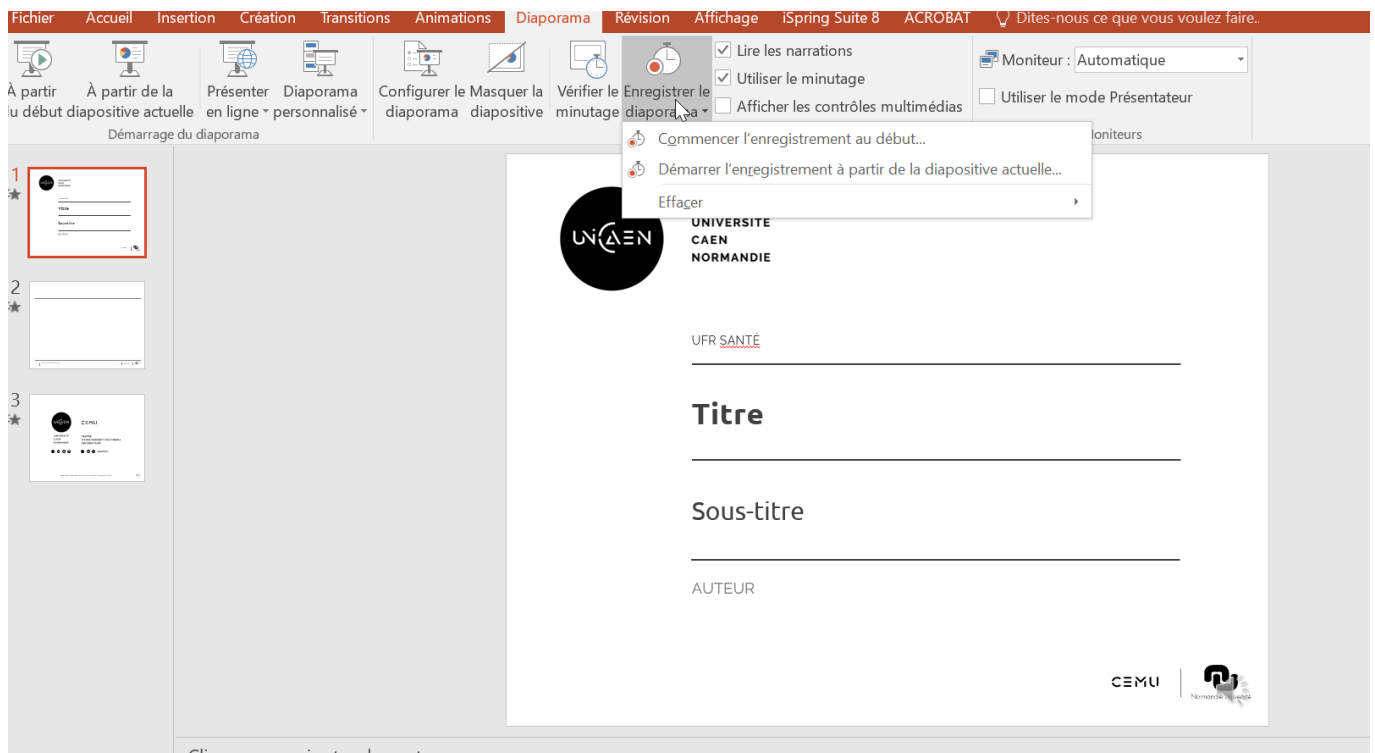 Fichier Accueil Insertion Création Transitions Animations Diaporama Révision Affichage iSpring Suite 8 ACROBAT Dites-nous ce que vous voulez faire..
À partir
du début
À partir de la
diapositive actuelle
Présenter
en ligne
Diaporama
personnalisé
Configurer le
diaporama
Masquer la
diapositive
Vérifier le
minutage
Enregistrer le
diaporama
Lire les narrations
Utiliser le minutage
Afficher les contrôles multimédias
Moniteur : Automatique
Utiliser le mode Présentateur
Démarrage du diaporama
Moniteurs
Commencer l'enregistrement au début...
Démarrer l'enregistrement à partir de la diapositive actuelle...
Effacer
1
2
3
UNICAEN
UNIVERSITÉ
CAEN
NORMANDIE
UFR SANTÉ
Titre
Sous-titre
AUTEUR
CEMU
Normandie Université